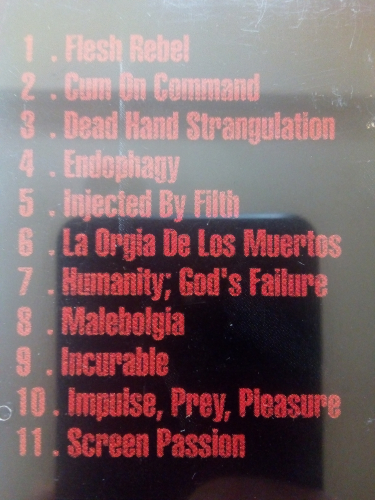 1 . Flesh Rebel
2 . Cum On Command
3 . Dead Hand Strangulation
4 . Endophagy
5 . Injected By Filth
6 . La Orgia De Los Muertos
7 . Humanity; God's Failure
8 . Malebolgia
9 . Incurable
10 . Impulse, Prey, Pleasure
11 . Screen Passion